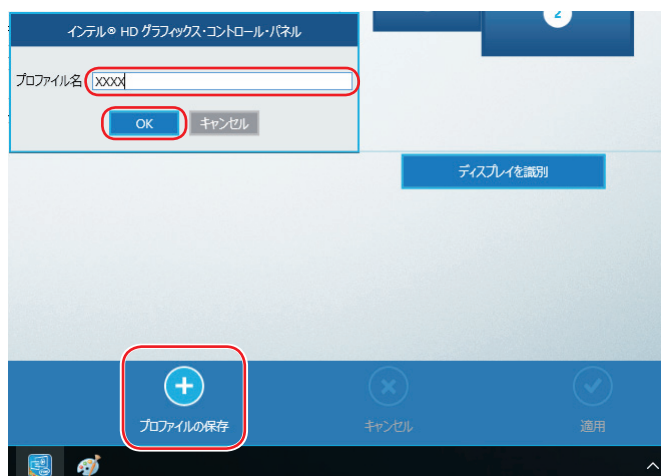 インテル® HD グラフィックス・コントロール・パネル
2
プロファイル名 XXXX
OK キャンセル
ディスプレイを識別
プロファイルの保存 キャンセル 適用